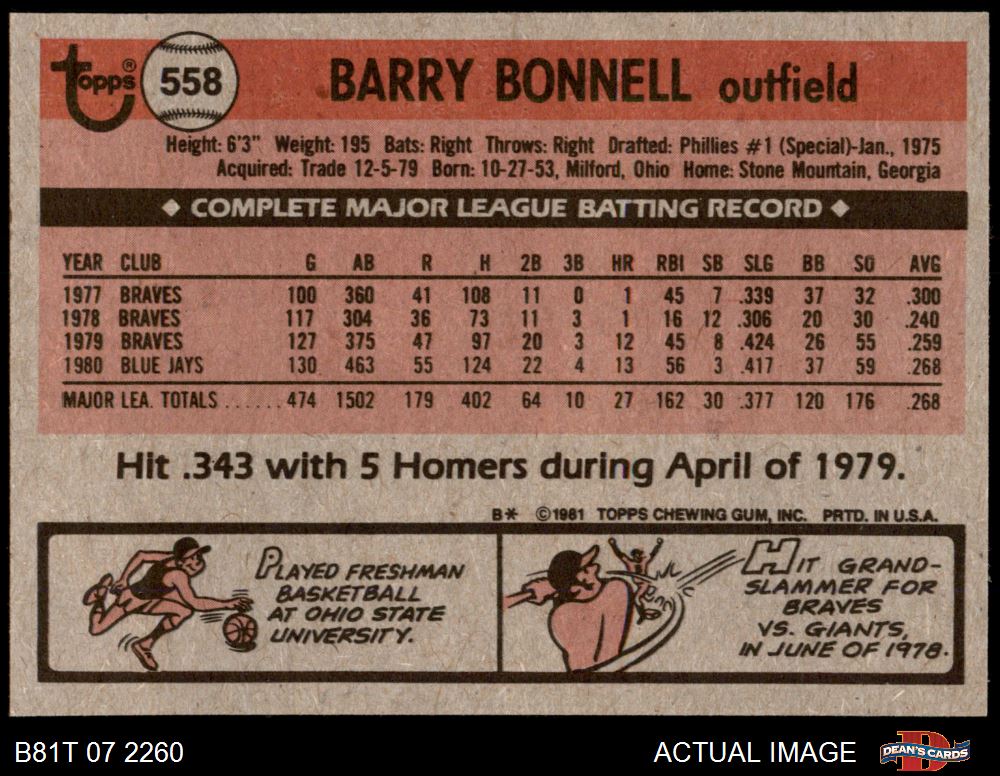 Topps® 558 BARRY BONNELL outfield
Height: 6'3" Weight: 195 Bats: Right Throws: Right Drafted: Phillies #1 (Special)-Jan., 1975
Acquired: Trade 12-5-79 Born: 10-27-53, Milford, Ohio Home: Stone Mountain, Georgia
◆ COMPLETE MAJOR LEAGUE BATTING RECORD ◆
YEAR CLUB G AB R H 2B 3B HR RBI SB SLG BB SO AVG
1977 BRAVES 100 360 41 108 11 0 1 45 7 .339 37 32 .300
1978 BRAVES 117 304 36 73 11 3 1 16 12 .306 20 30 .240
1979 BRAVES 127 375 47 97 20 3 12 45 8 .424 26 55 .259
1980 BLUE JAYS 130 463 55 124 22 4 13 56 3 .417 37 59 .268
MAJOR LEA. TOTALS ...... 474 1502 179 402 64 10 27 162 30 .377 120 176 .268
Hit .343 with 5 Homers during April of 1979.
B* ©1981 TOPPS CHEWING GUM, INC. PRTD. IN U.S.A.
PLAYED FRESHMAN
BASKETBALL
AT OHIO STATE
UNIVERSITY.
HIT GRAND-
SLAMMER FOR
BRAVES
VS. GIANTS,
IN JUNE OF 1978.
B81T 07 2260 ACTUAL IMAGE DEAN'S CARDS